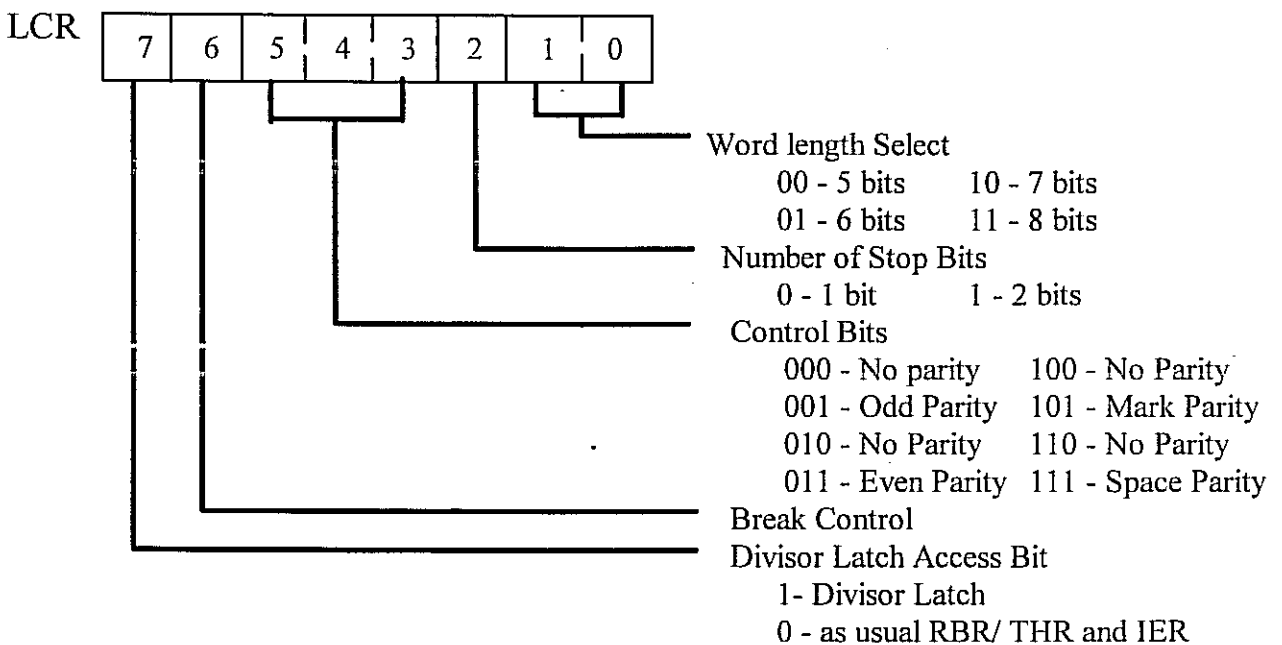 LCR
7 6 5 4 3 2 1 0
Word length Select
00 - 5 bits 10 - 7 bits
01 - 6 bits 11 - 8 bits
Number of Stop Bits
0 - 1 bit 1 - 2 bits
Control Bits
000 - No parity 100 - No Parity
001 - Odd Parity 101 - Mark Parity
010 - No Parity 110 - No Parity
011 - Even Parity 111 - Space Parity
Break Control
Divisor Latch Access Bit
1- Divisor Latch
0 - as usual RBR/ THR and IER